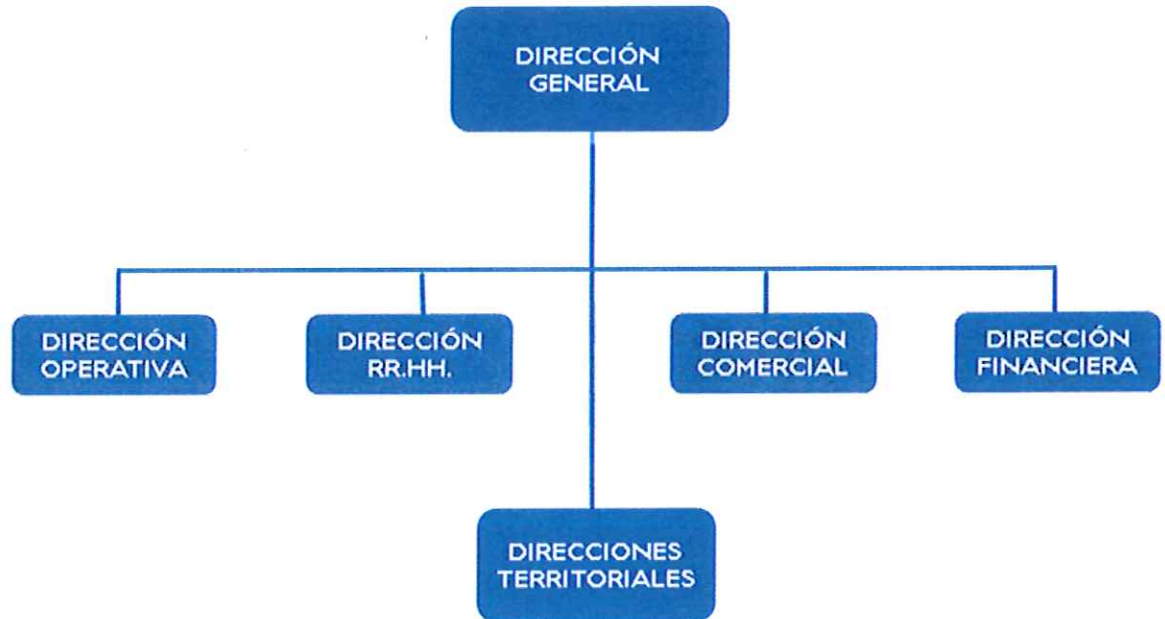 DIRECCIÓN
GENERAL
DIRECCIÓN
OPERATIVA
DIRECCIÓN
RR.HH.
DIRECCIÓN
COMERCIAL
DIRECCIÓN
FINANCIERA
DIRECCIONES
TERRITORIALES